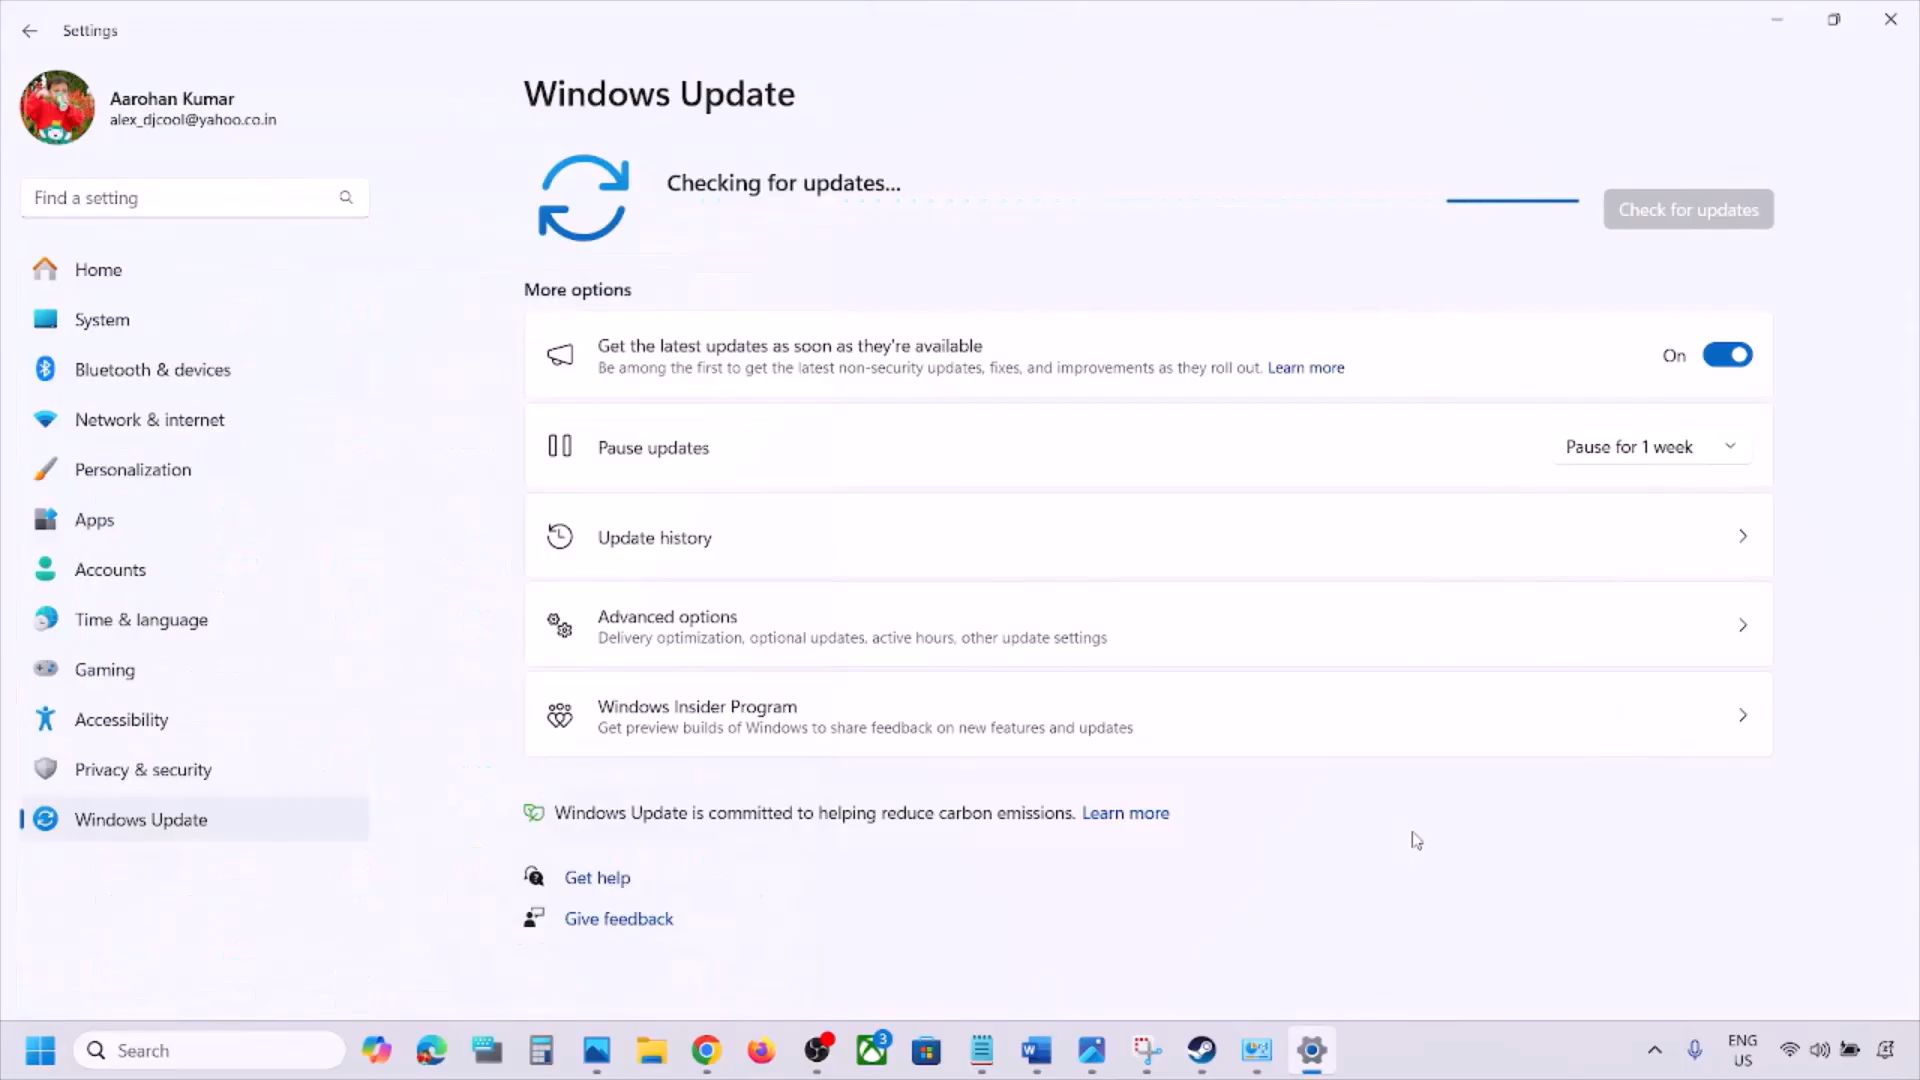 Settings
Aarohan Kumar
alex_djcool@yahoo.co.in
Find a setting
Home
System
Bluetooth & devices
Network & internet
Personalization
Apps
Accounts
Time & language
Gaming
Accessibility
Privacy & security
Windows Update
Windows Update
Checking for updates...
Check for updates
More options
Get the latest updates as soon as they're available
Be among the first to get the latest non-security updates, fixes, and improvements as they roll out. Learn more
On
Pause updates
Pause for 1 week
Update history
Advanced options
Delivery optimization, optional updates, active hours, other update settings
Windows Insider Program
Get preview builds of Windows to share feedback on new features and updates
Windows Update is committed to helping reduce carbon emissions. Learn more
Get help
Give feedback
Search
3
ENG
US